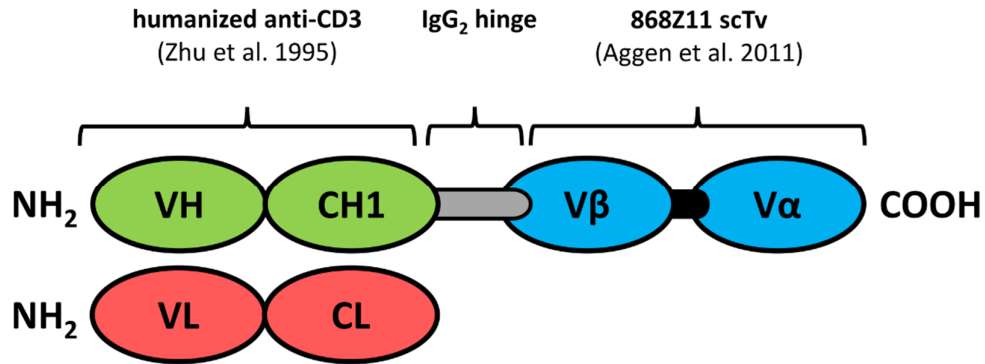 humanized anti-CD3
(Zhu et al. 1995)
IgG₂ hinge
868Z11 scTv
(Aggen et al. 2011)
NH₂ VH CH1 Vβ Vα COOH
NH₂ VL CL